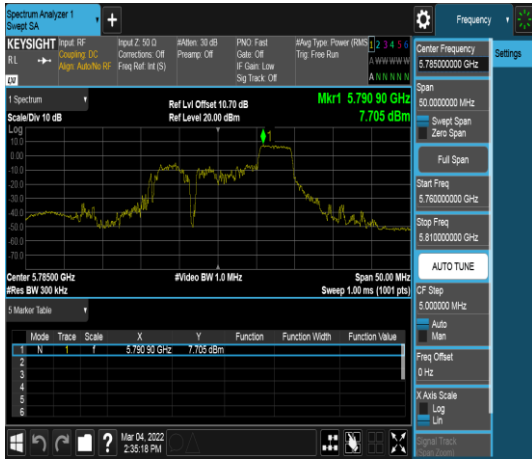 Spectrum Analyzer 1
Swept SA
Frequency
KEYSIGHT
Input: RF
Input Z: 50 Ω
#Atten: 30 dB
PNO: Fast
#Avg Type: Power (RMS
1 2 3 4 5 6
RL
Coupling: DC
Corrections: Off
Preamp: Off
Gate: Off
Trig: Free Run
A W W W W W
Align: Auto/No RF
Freq Ref: Int (S)
IF Gain: Low
Sig Track: Off
A N N N N N
LXI
Center Frequency
5.785000000 GHz
Settings
Span
50.0000000 MHz
Swept Span
Zero Span
Full Span
Start Freq
5.760000000 GHz
Stop Freq
5.810000000 GHz
AUTO TUNE
CF Step
5.000000 MHz
Auto
Man
Freq Offset
0 Hz
X Axis Scale
Log
Lin
Signal Track
(Span Zoom)
1 Spectrum
Ref Lvl Offset 10.70 dB
Mkr1 5.790 90 GHz
Scale/Div 10 dB
Ref Level 20.00 dBm
7.705 dBm
Log
1
10.0
0.00
-10.0
-20.0
-30.0
-40.0
-50.0
-60.0
-70.0
Center 5.78500 GHz
#Video BW 1.0 MHz
Span 50.00 MHz
#Res BW 300 kHz
Sweep 1.00 ms (1001 pts)
5 Marker Table
Mode Trace Scale X Y Function Function Width Function Value
1 N 1 f 5.790 90 GHz 7.705 dBm
2
3
4
5
6
?
Mar 04, 2022
2:35:18 PM